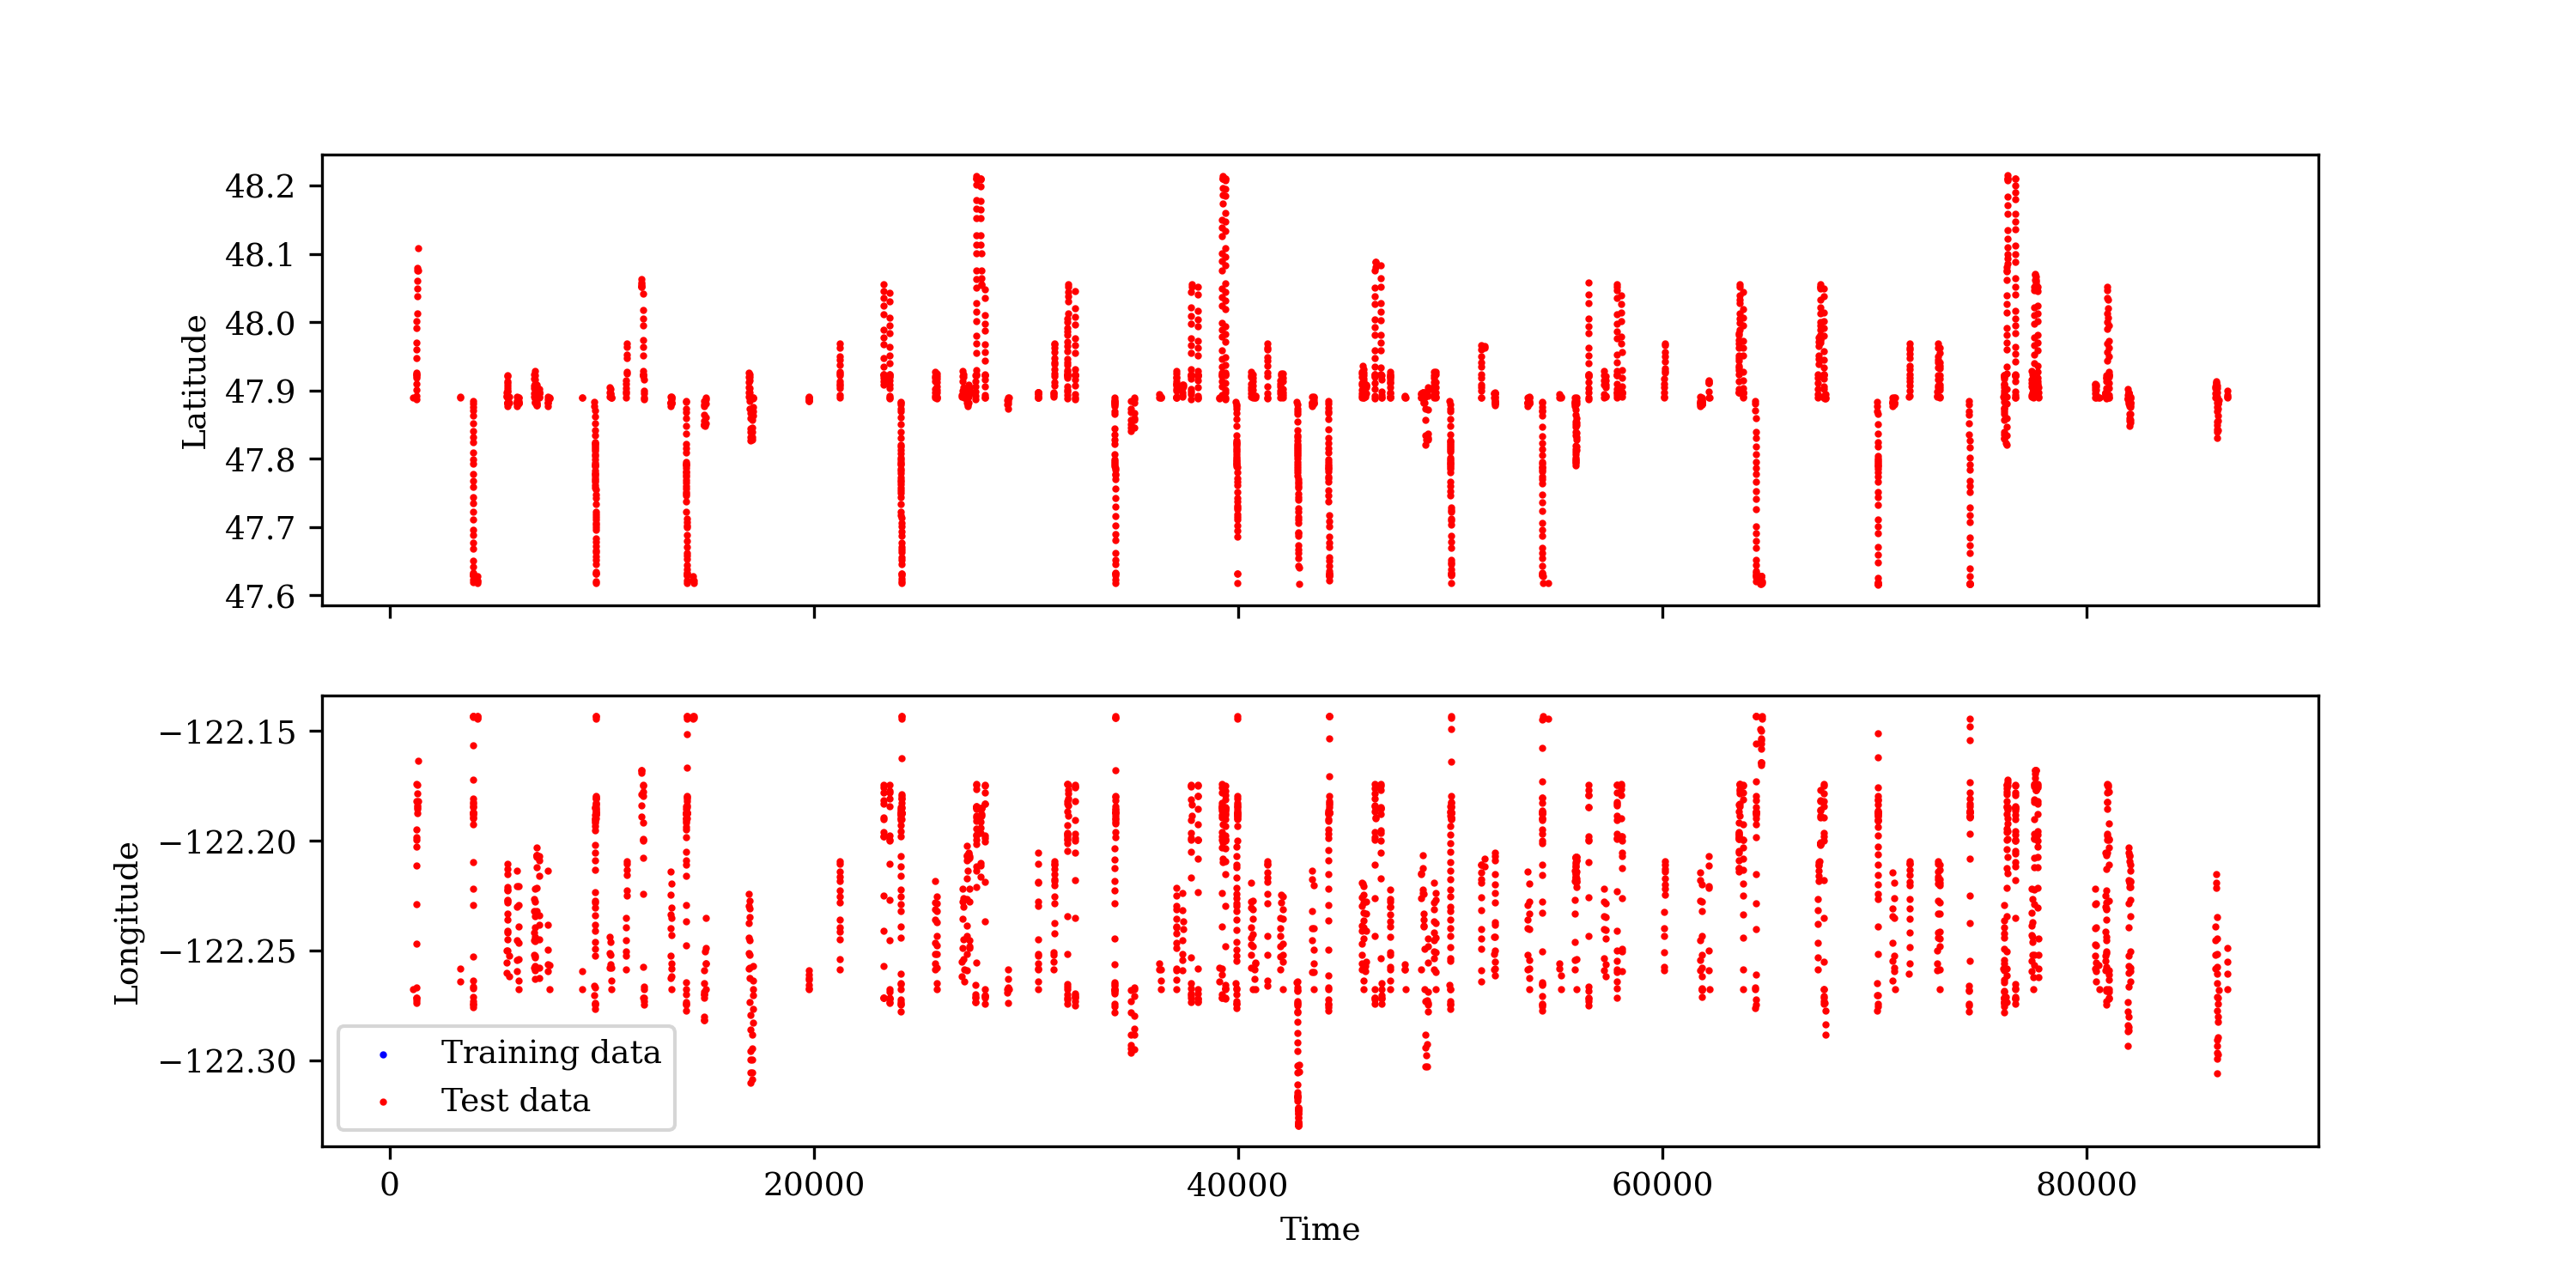 48.2
48.1
48.0
47.9
47.8
47.7
47.6
Latitude
−122.15
−122.20
−122.25
−122.30
Longitude
Training data
Test data
0 20000 40000 60000 80000
Time